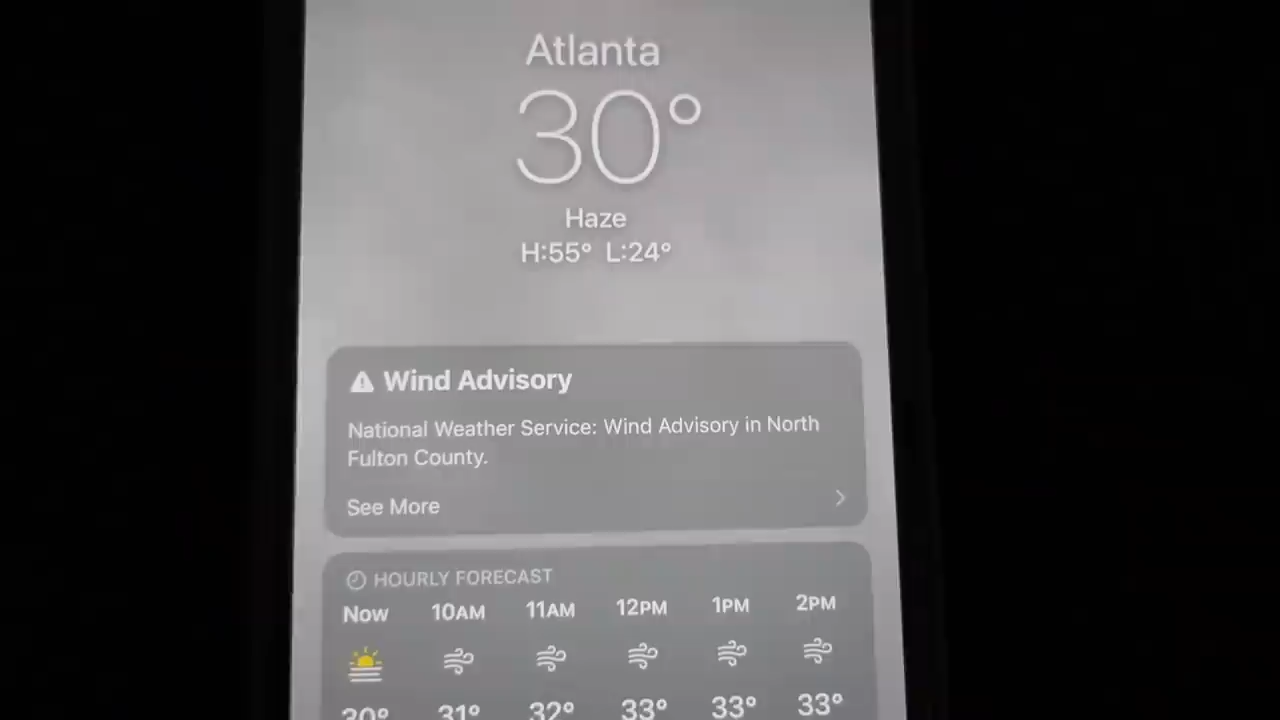 Atlanta
30°
Haze
H:55° L:24°
Wind Advisory
National Weather Service: Wind Advisory in North
Fulton County.
See More
HOURLY FORECAST
Now 10AM 11AM 12PM 1PM 2PM
30° 31° 32° 33° 33° 33°